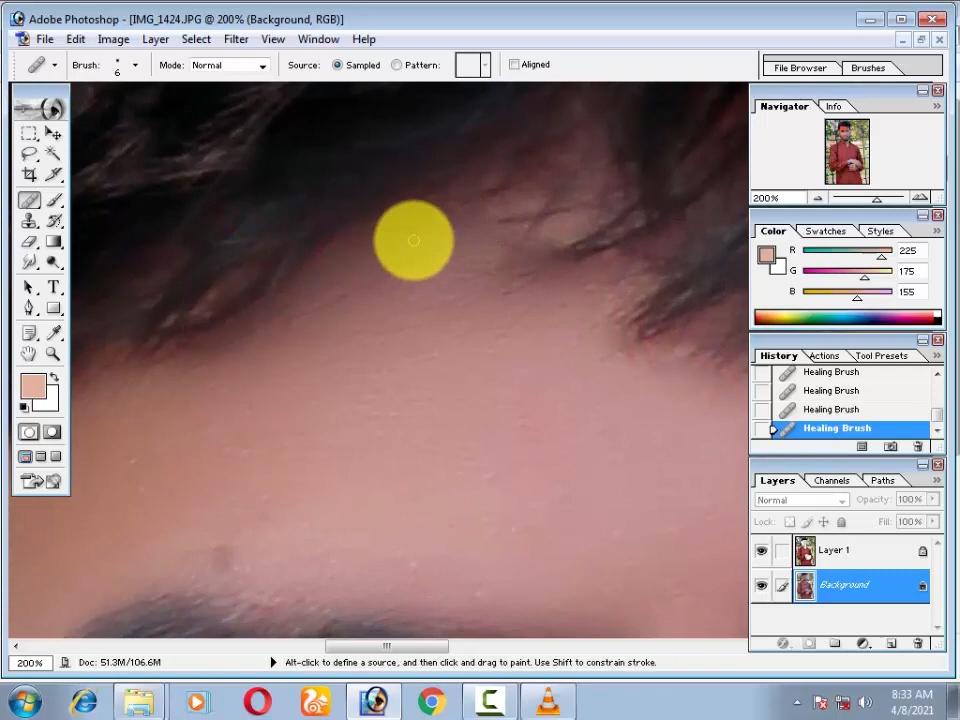 Adobe Photoshop - [IMG_1424.JPG @ 200% (Background, RGB)]
File Edit Image Layer Select Filter View Window Help
Brush: 6 Mode: Normal Source: Sampled Pattern: Aligned
File Browser Brushes
Navigator Info
200%
Color Swatches Styles
R 225
G 175
B 155
History Actions Tool Presets
Healing Brush
Healing Brush
Healing Brush
Healing Brush
Layers Channels Paths
Normal Opacity: 100%
Lock: Fill: 100%
Layer 1
Background
200% Doc: 51.3M/106.6M Alt-click to define a source, and then click and drag to paint. Use Shift to constrain stroke.
8:33 AM
4/8/2021